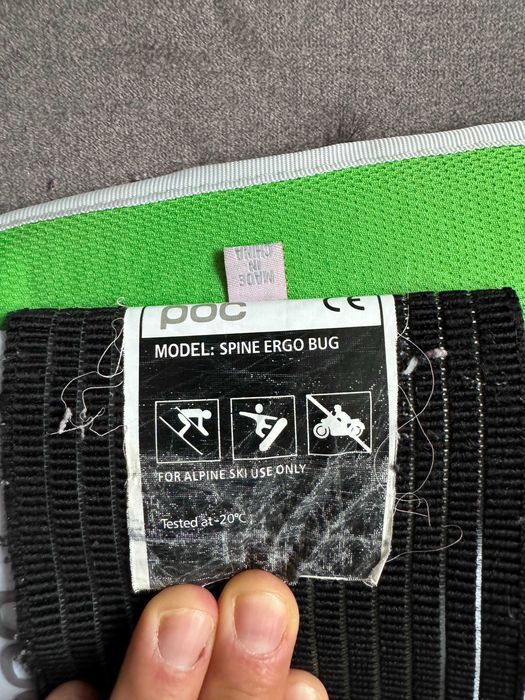 MADE
IN
CHINA
poc CE
MODEL: SPINE ERGO BUG
FOR ALPINE SKI USE ONLY
Tested at -20°C